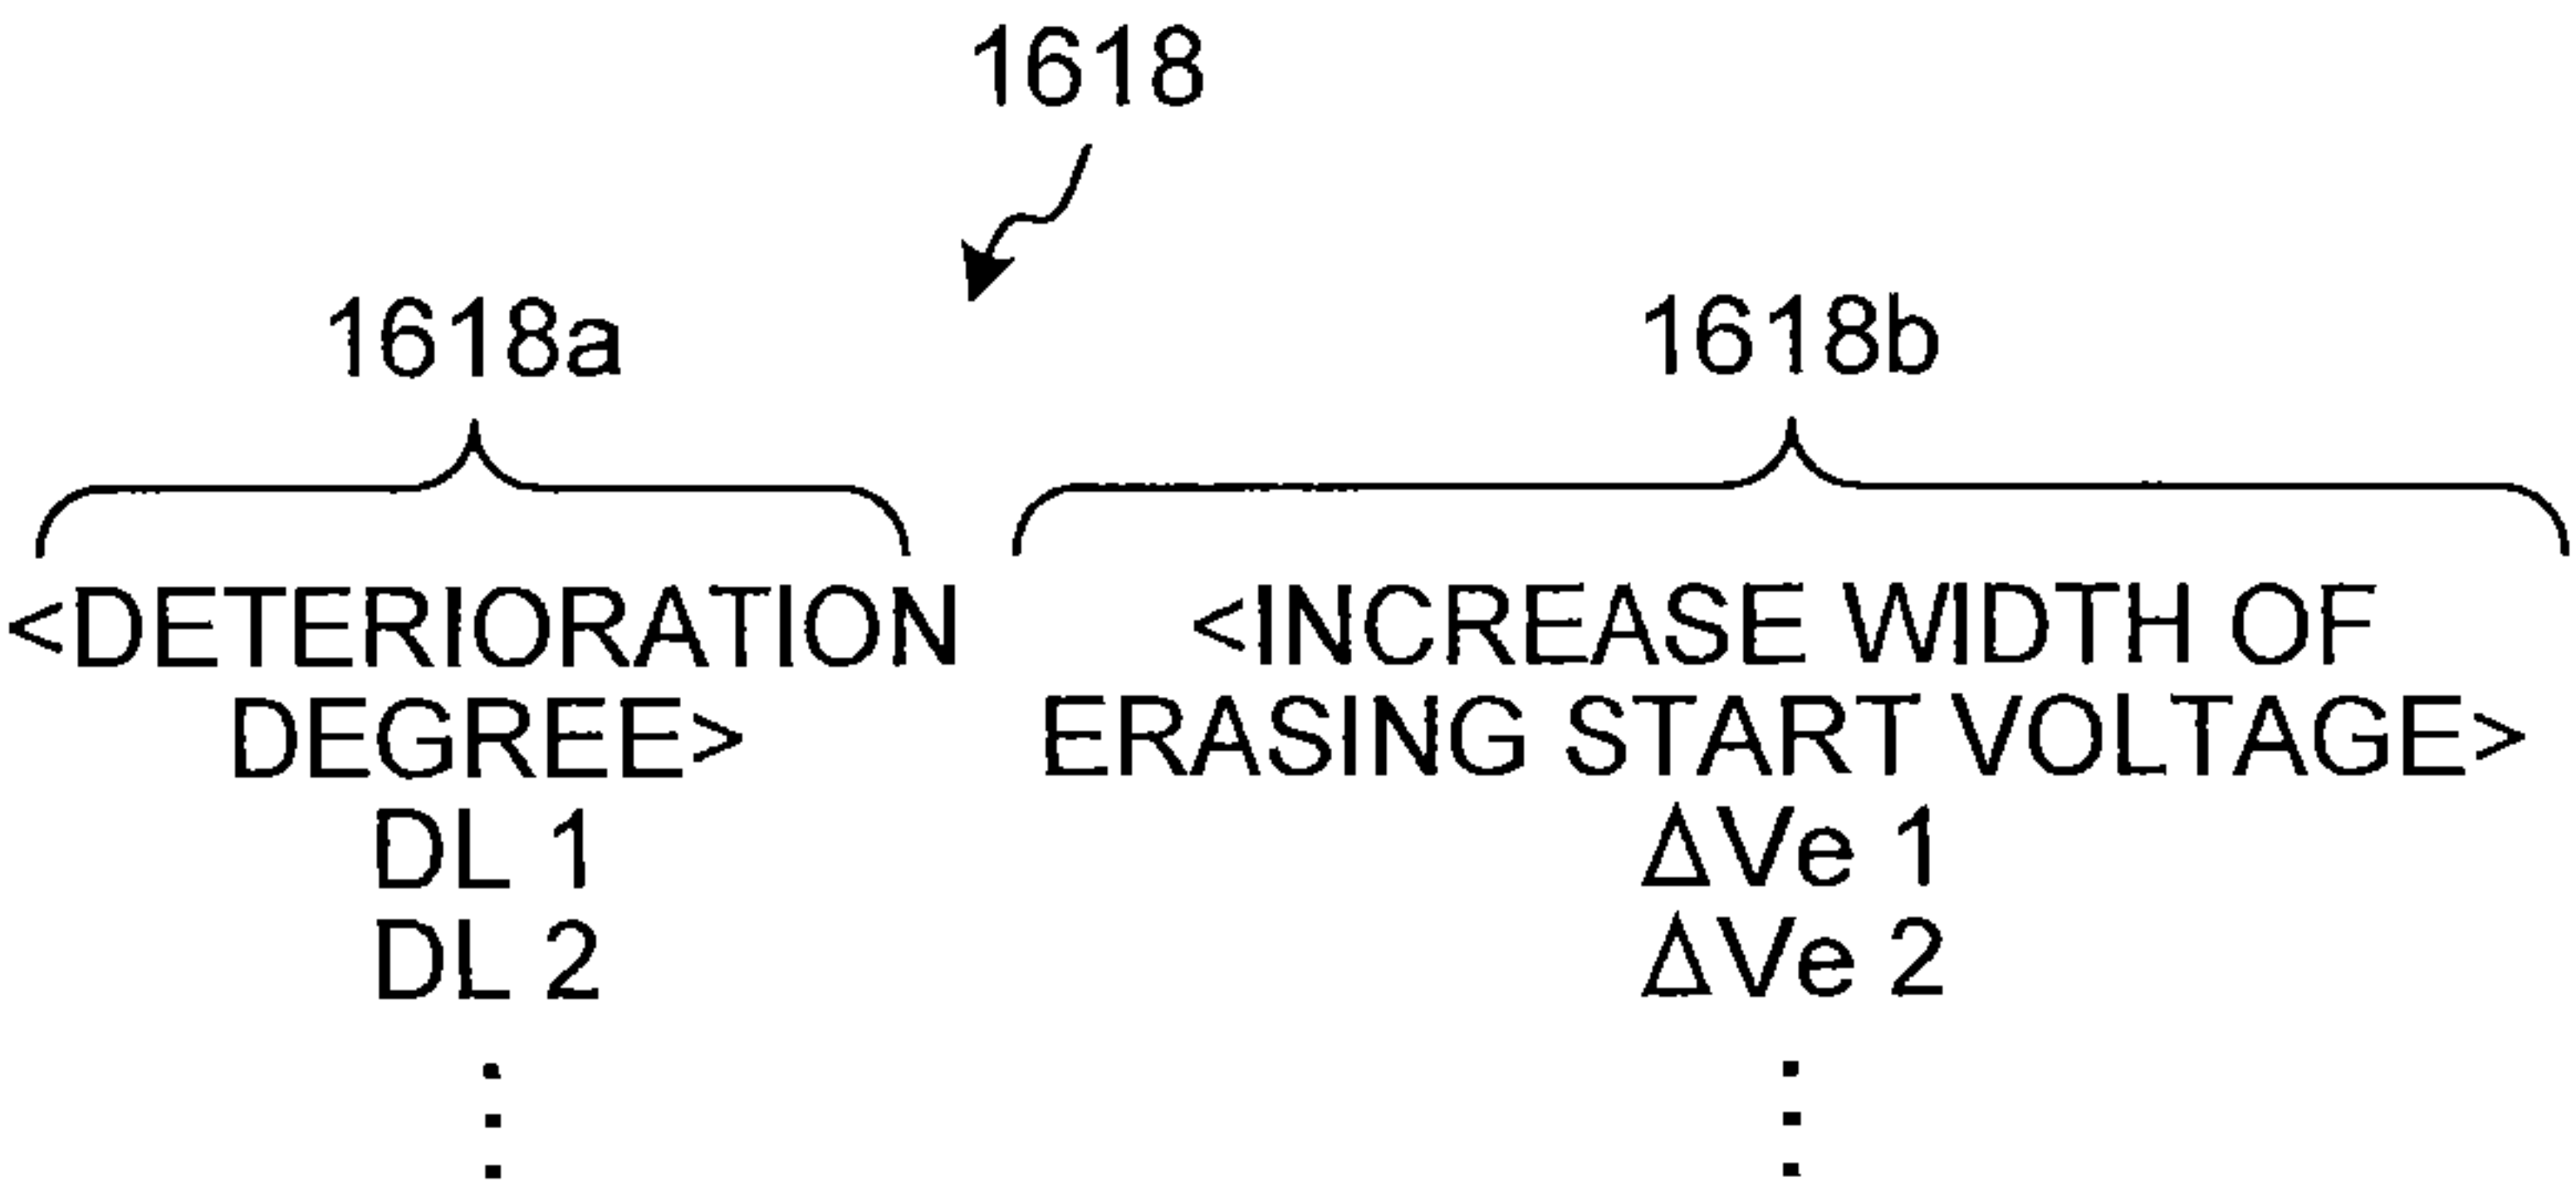 1618
1618a 1618b
<DETERIORATION <INCREASE WIDTH OF
DEGREE> ERASING START VOLTAGE>
DL 1 ΔVe 1
DL 2 ΔVe 2